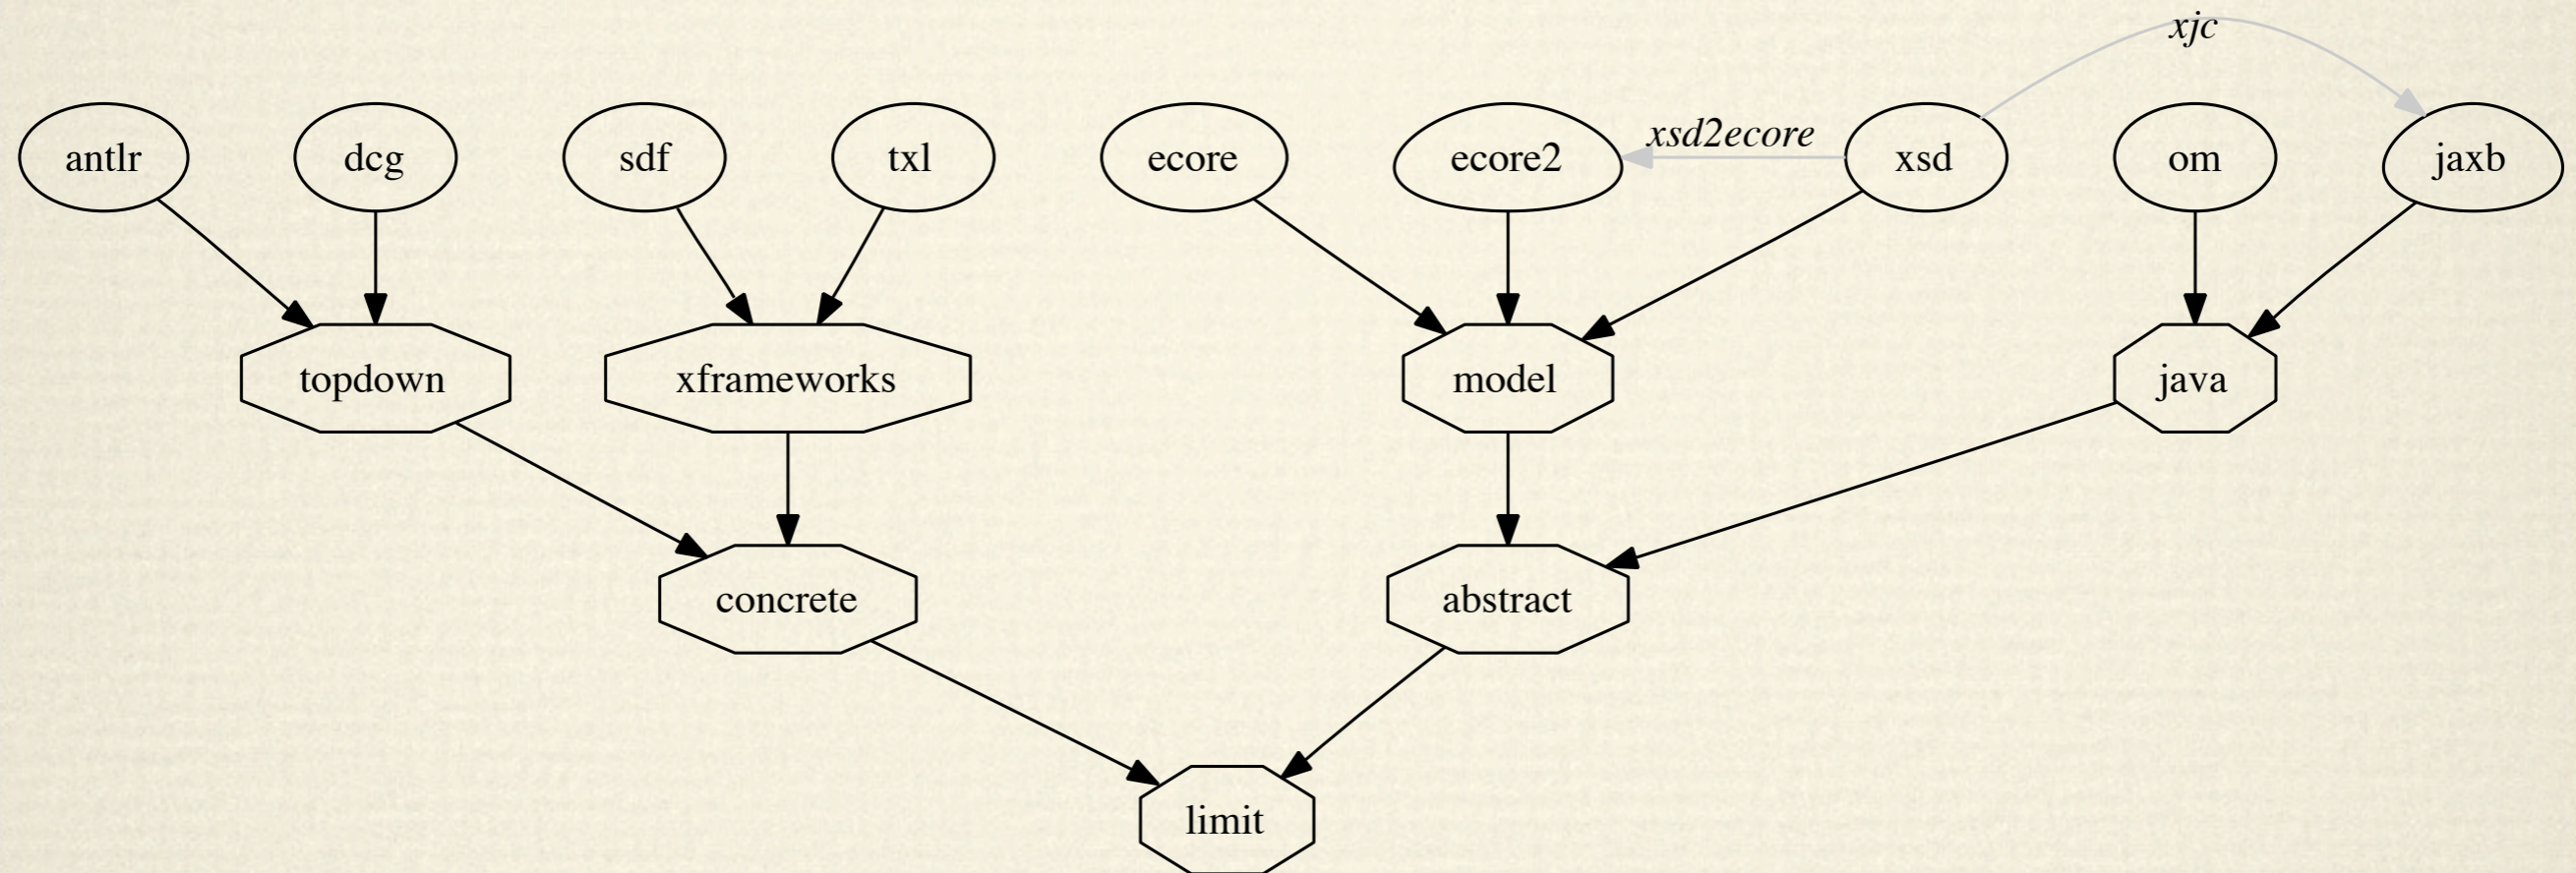 xjc
antlr
dcg
sdf
txl
ecore
ecore2
xsd2ecore
xsd
om
jaxb
topdown
xframeworks
model
java
concrete
abstract
limit